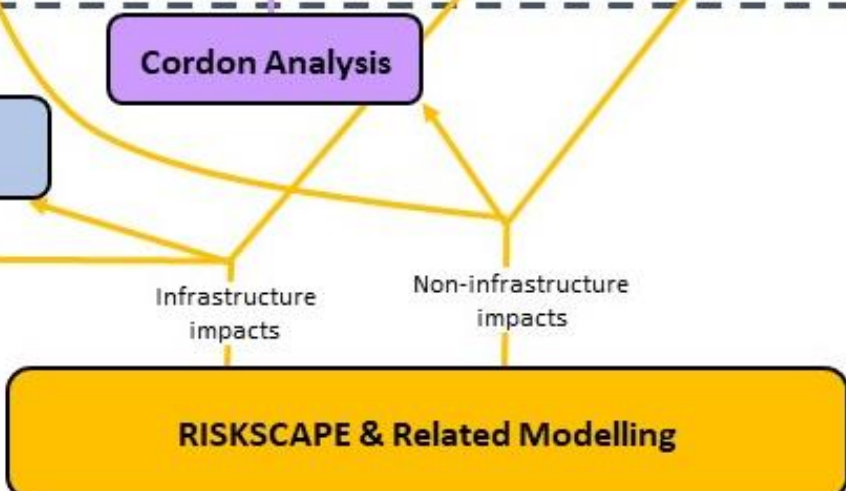 Cordon Analysis
Infrastructure
impacts
Non-infrastructure
impacts
RISKSCAPE & Related Modelling